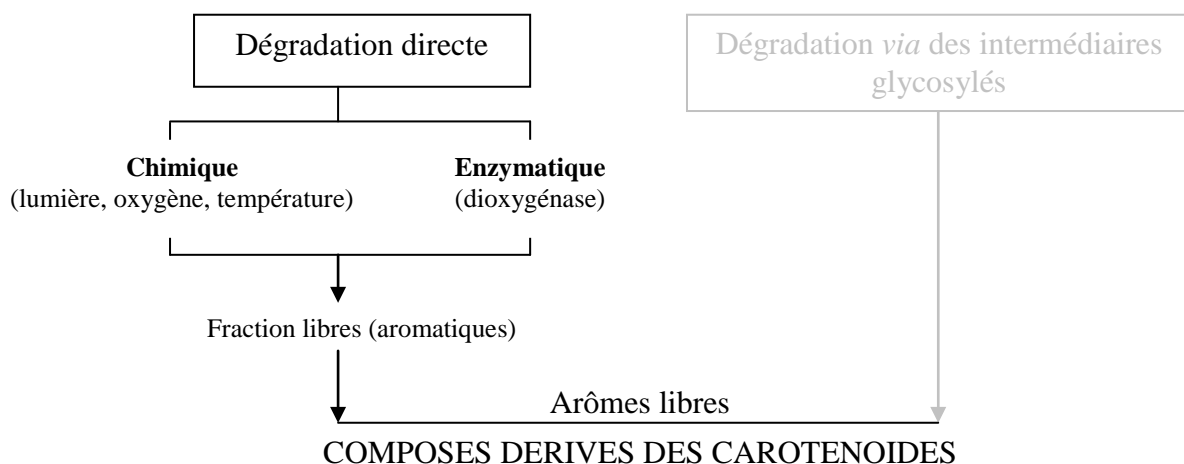 Dégradation directe
Dégradation via des intermédiaires
glycosylés
Chimique
(lumière, oxygène, température)
Enzymatique
(dioxygénase)
Fraction libres (aromatiques)
Arômes libres
COMPOSES DERIVES DES CAROTENOIDES